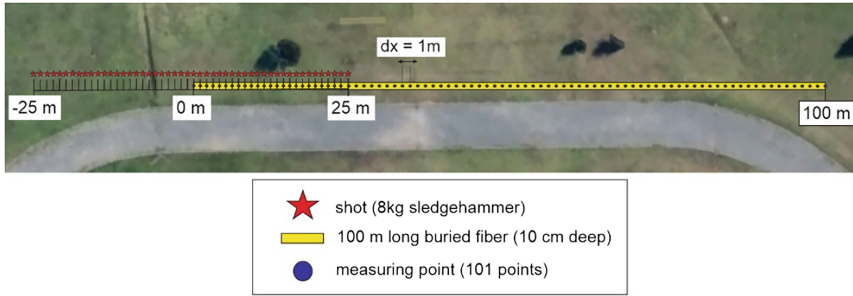 dx = 1m
-25 m
0 m
25 m
100 m
shot (8kg sledgehammer)
100 m long buried fiber (10 cm deep)
measuring point (101 points)